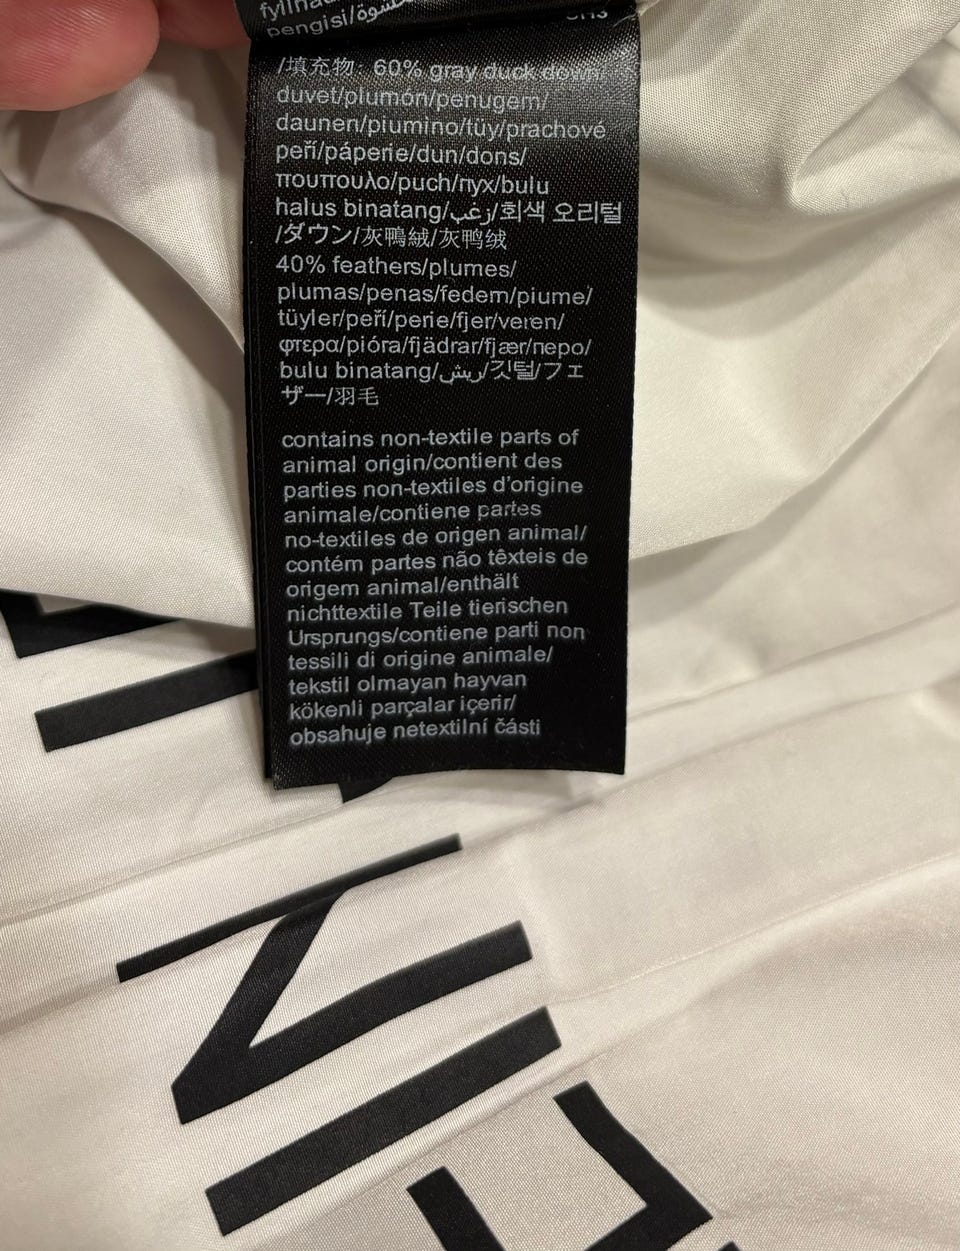 pengisi/حشوة
/填充物: 60% gray duck down/
duvet/plumón/penugem/
daunen/piumino/tüy/prachové
peří/páperie/dun/dons/
πουπουλο/puch/пух/bulu
halus binatang/زغب/회색 오리털
/ダウン/灰鴨絨/灰鸭绒
40% feathers/plumes/
plumas/penas/federn/piume/
tüyler/peří/perie/fjer/veren/
φτερα/pióra/fjädrar/fjær/перо/
bulu binatang/ريش/깃털/フェ
ザー/羽毛
contains non-textile parts of
animal origin/contient des
parties non-textiles d'origine
animale/contiene partes
no-textiles de origen animal/
contém partes não têxteis de
origem animal/enthält
nichttextile Teile tierischen
Ursprungs/contiene parti non
tessili di origine animale/
tekstil olmayan hayvan
kökenli parçalar içerir/
obsahuje netextilní části